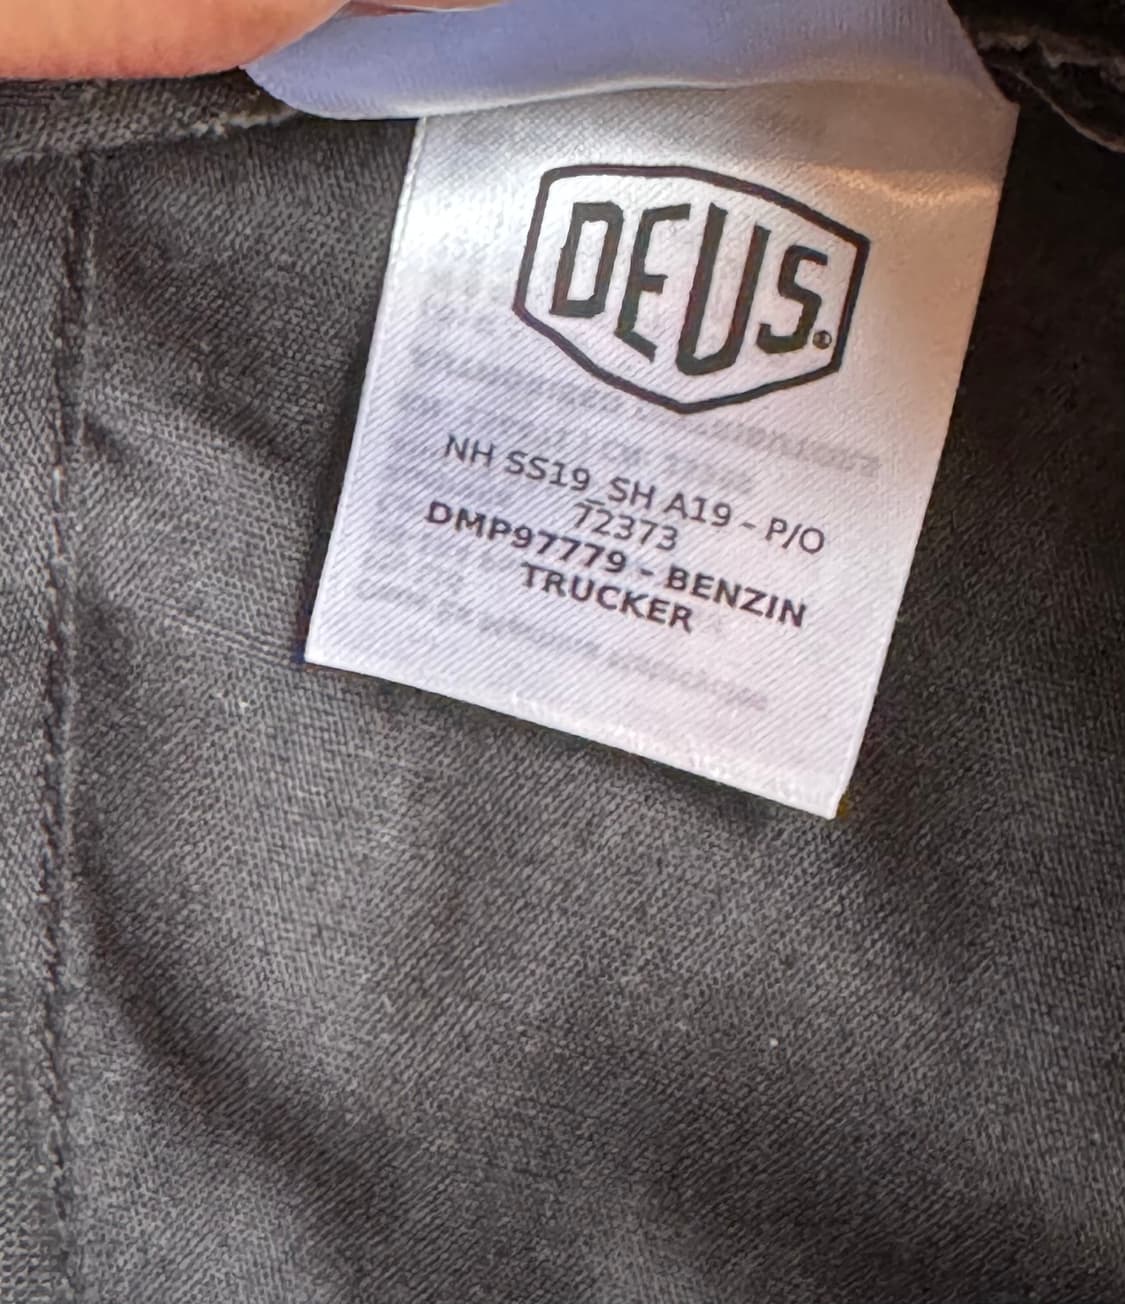 DEUS.®
NH SS19_SH A19 - P/O
72373
DMP97779 - BENZIN
TRUCKER